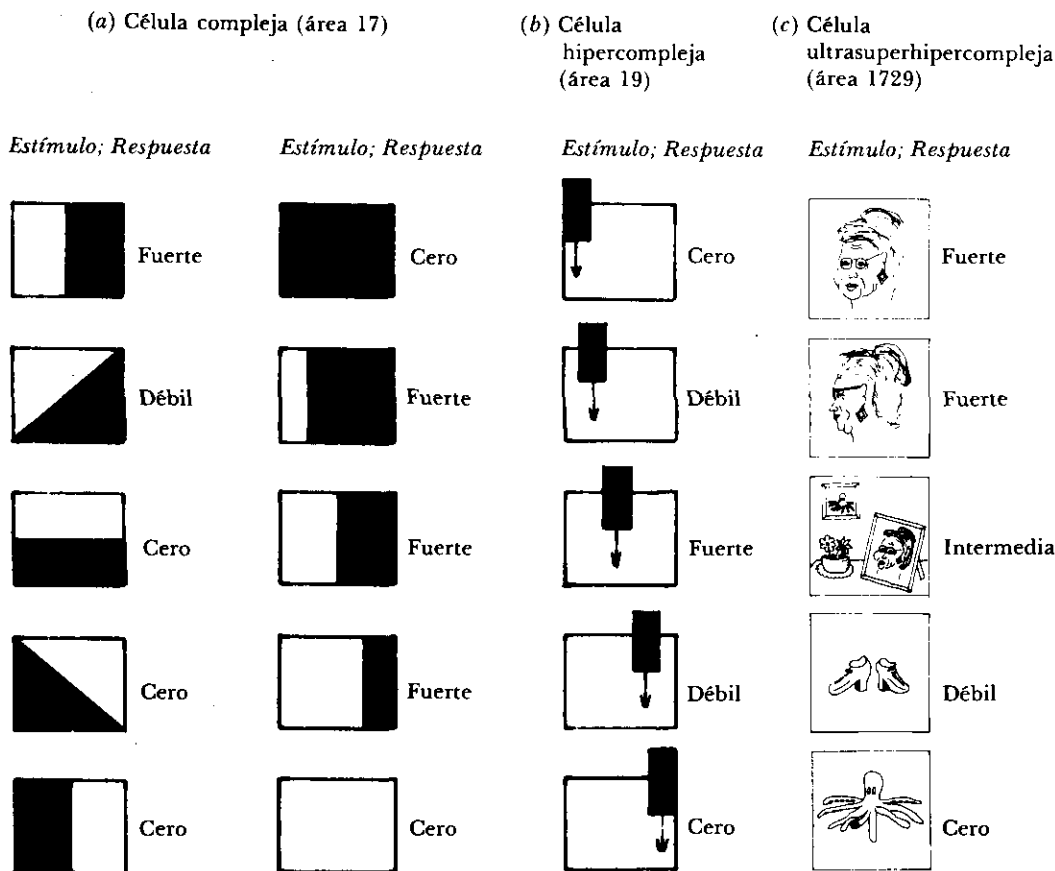 (a) Célula compleja (área 17)
(b) Célula
hipercompleja
(área 19)
(c) Célula
ultrasuperhipercompleja
(área 1729)
Estímulo; Respuesta
Estímulo; Respuesta
Estímulo; Respuesta
Estímulo; Respuesta
Fuerte
Cero
Cero
Fuerte
Débil
Fuerte
Débil
Fuerte
Cero
Fuerte
Fuerte
Intermedia
Cero
Fuerte
Débil
Débil
Cero
Cero
Cero
Cero